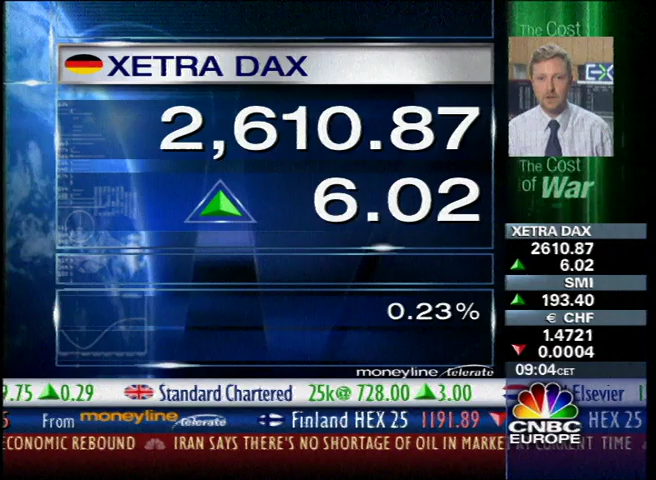 XETRA DAX
2,610.87
6.02
0.23%
moneyline telerate
The Cost
The Cost
of War
XETRA DAX
2610.87
6.02
SMI
193.40
€ CHF
1.4721
0.0004
09:04CET
9.75 0.29 Standard Chartered 25k@ 728.00 3.00 Elsevier
5 From moneyline telerate Finland HEX 25 1191.89 HEX 25
CNBC
EUROPE
ECONOMIC REBOUND IRAN SAYS THERE'S NO SHORTAGE OF OIL IN MARKET AT CURRENT TIME